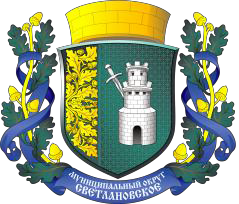 МУНИЦИПАЛЬНЫЙ ОКРУГ
СВЕТЛАНОВСКОЕ